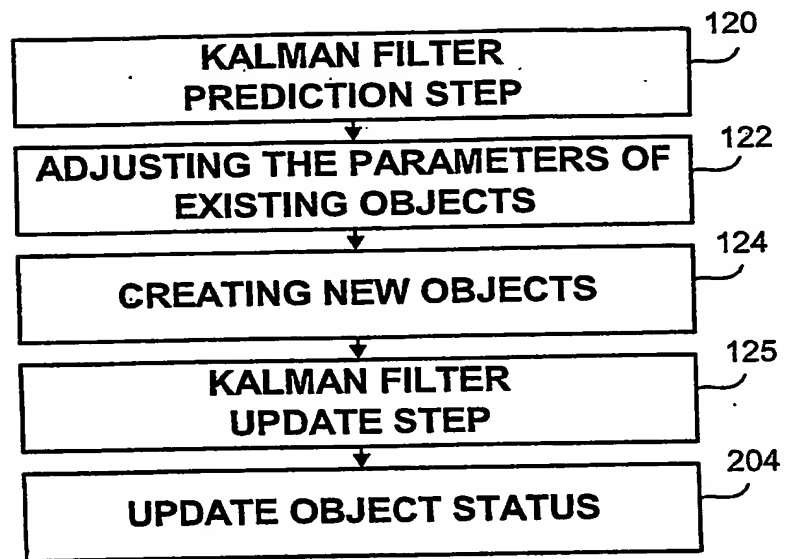 120
KALMAN FILTER
PREDICTION STEP
122
ADJUSTING THE PARAMETERS OF
EXISTING OBJECTS
124
CREATING NEW OBJECTS
125
KALMAN FILTER
UPDATE STEP
204
UPDATE OBJECT STATUS